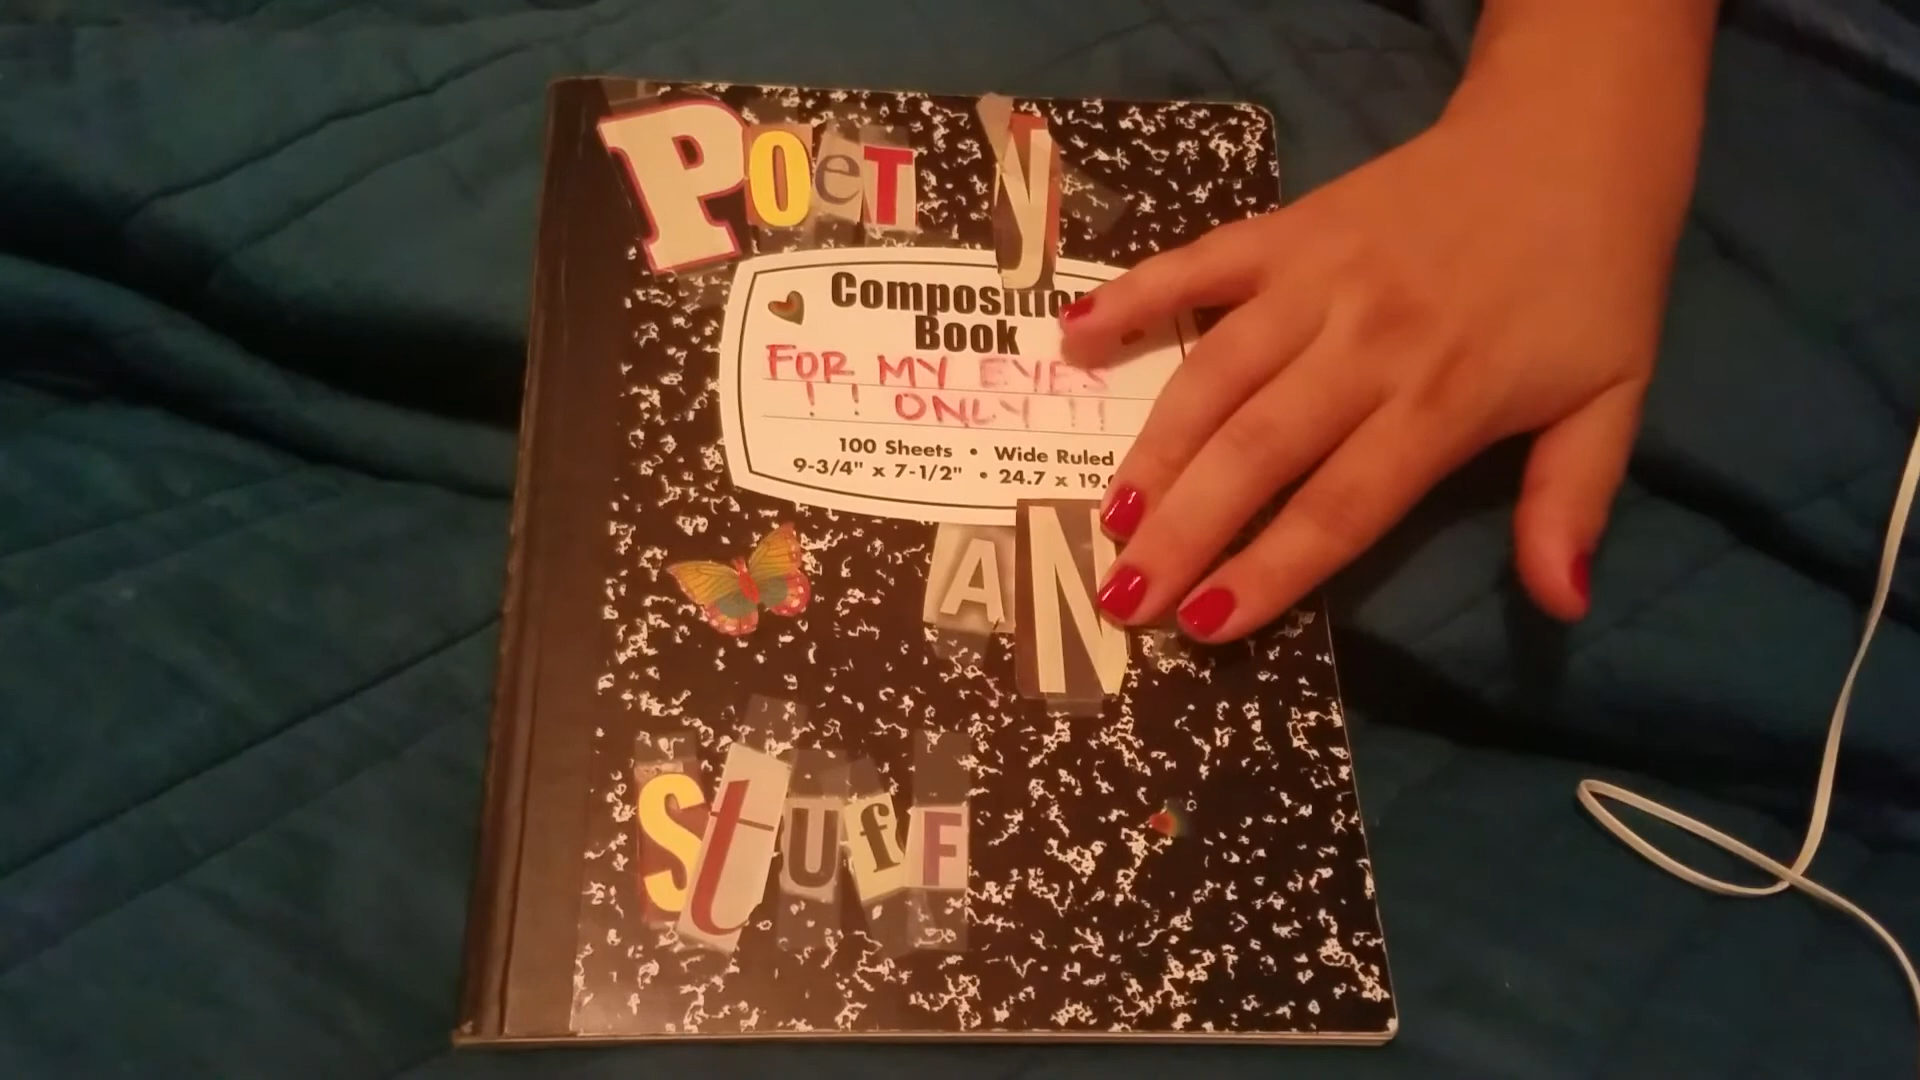 PoeT y
Composition
Book
FOR MY EYES
! ! ONLY !!
100 Sheets • Wide Ruled
9-3/4" x 7-1/2" • 24.7 x 19.
AN
StUfF